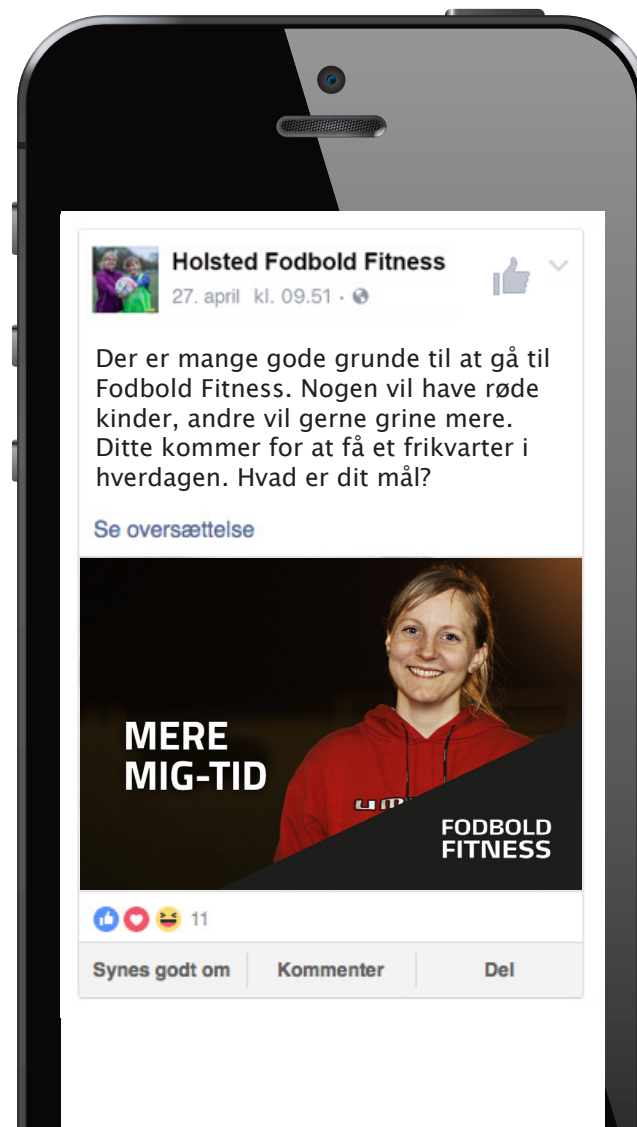 Holsted Fodbold Fitness
27. april kl. 09.51 ·
Der er mange gode grunde til at gå til
Fodbold Fitness. Nogen vil have røde
kinder, andre vil gerne grine mere.
Ditte kommer for at få et frikvarter i
hverdagen. Hvad er dit mål?
Se oversættelse
MERE
MIG-TID
FODBOLD
FITNESS
11
Synes godt om Kommenter Del